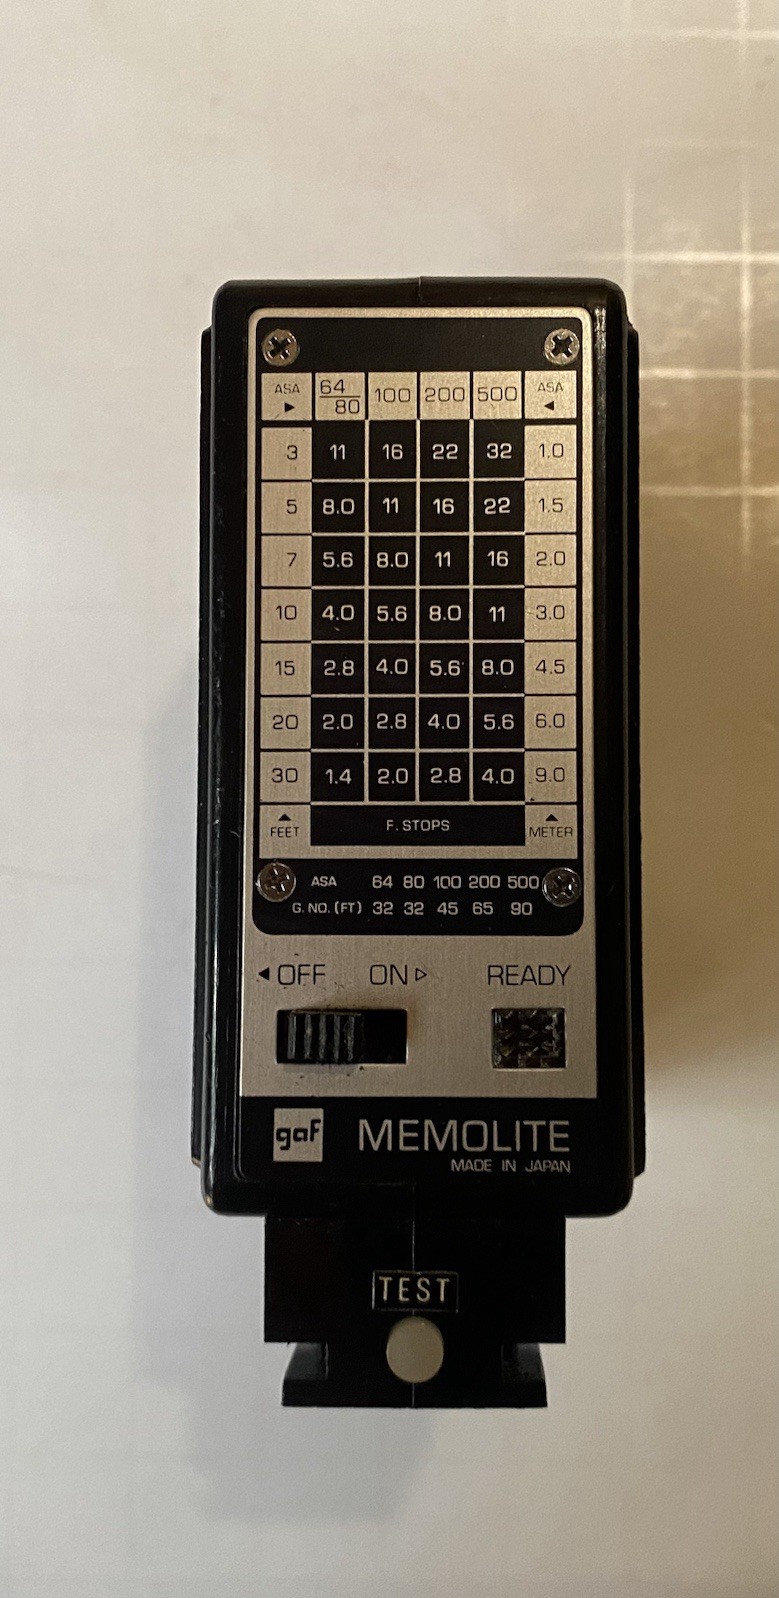 ASA ▶ 64/80 100 200 500 ASA ◀
3 11 16 22 32 1.0
5 8.0 11 16 22 1.5
7 5.6 8.0 11 16 2.0
10 4.0 5.6 8.0 11 3.0
15 2.8 4.0 5.6 8.0 4.5
20 2.0 2.8 4.0 5.6 6.0
30 1.4 2.0 2.8 4.0 9.0
▲ FEET F. STOPS ▲ METER
ASA 64 80 100 200 500
G. NO. (FT) 32 32 45 65 90
◀ OFF ON ▷ READY
gaf MEMOLITE
MADE IN JAPAN
TEST